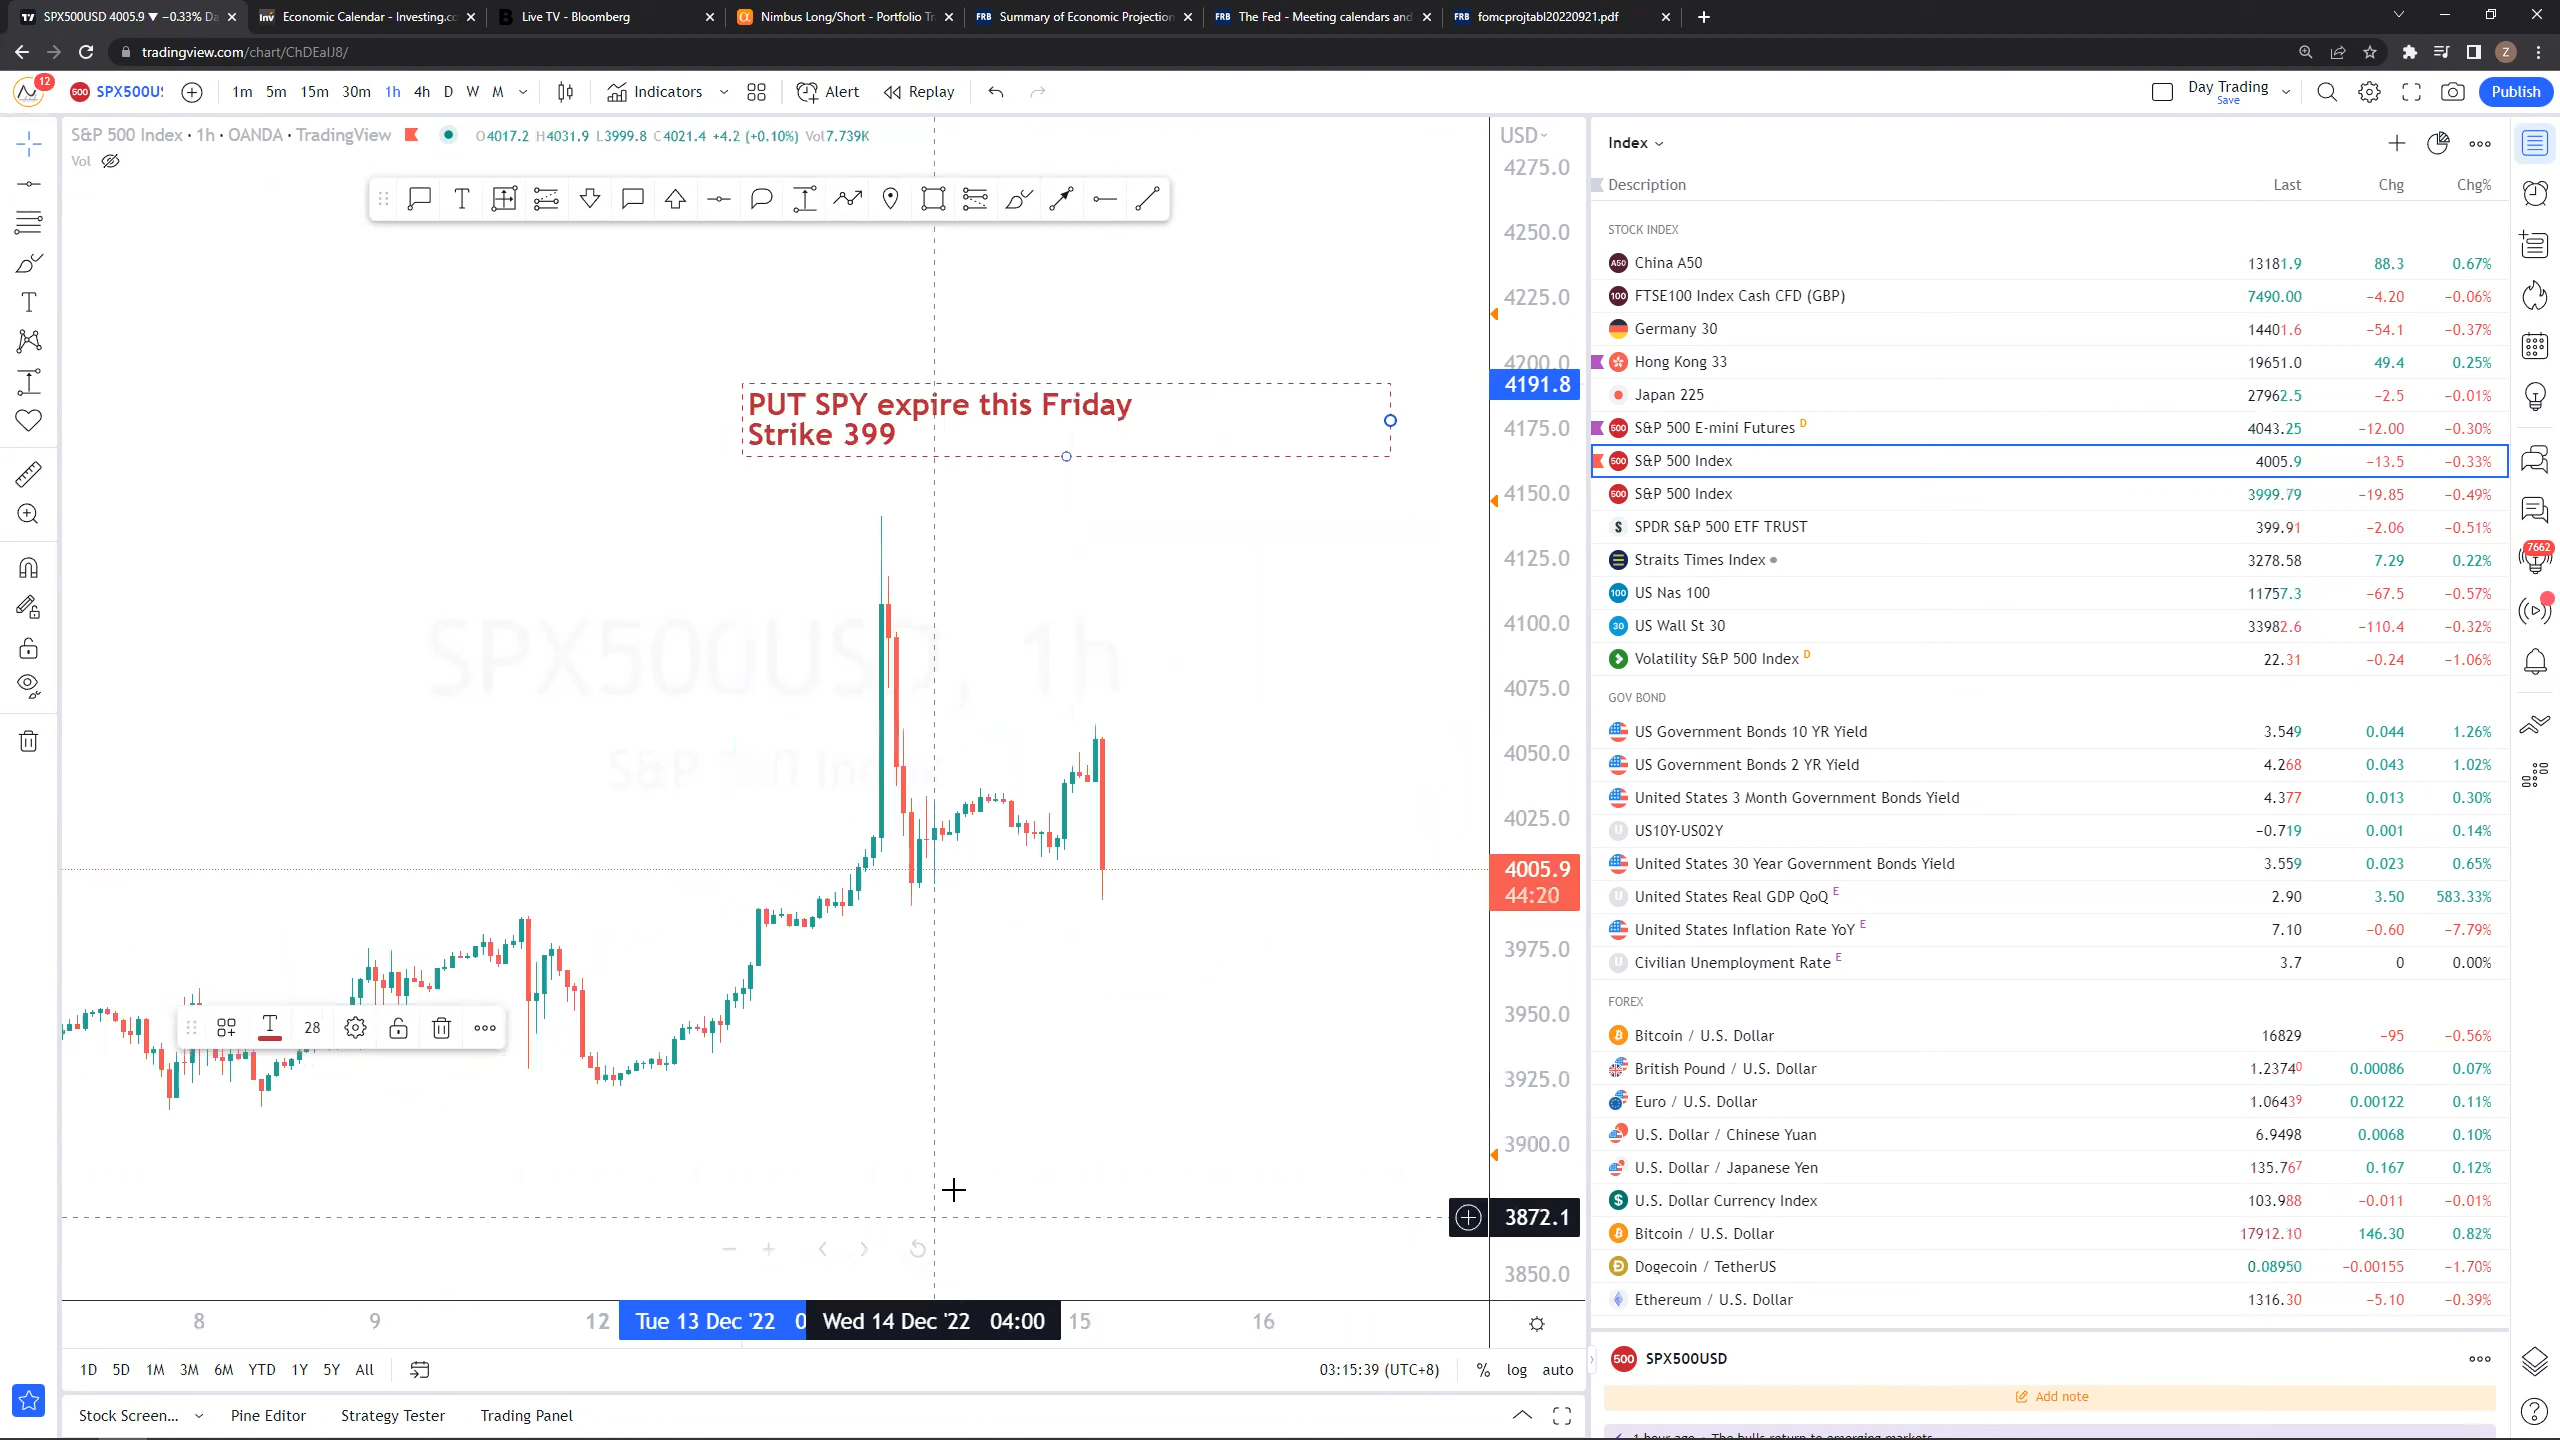 SPX500USD 4005.9 ▼ −0.33% Da
Economic Calendar - Investing.co
Live TV - Bloomberg
Nimbus Long/Short - Portfolio Tr
Summary of Economic Projection
The Fed - Meeting calendars and
fomcprojtabl20220921.pdf
tradingview.com/chart/ChDEaIJ8/
12
SPX500U
1m 5m 15m 30m 1h 4h D W M
Indicators
Alert
Replay
Day Trading
Save
Publish
S&P 500 Index · 1h · OANDA · TradingView
O4017.2 H4031.9 L3999.8 C4021.4 +4.2 (+0.10%) Vol7.739K
Vol
USD
4275.0
4250.0
4225.0
4200.0
4191.8
4175.0
4150.0
4125.0
4100.0
4075.0
4050.0
4025.0
4005.9
44:20
3975.0
3950.0
3925.0
3900.0
3872.1
3850.0
PUT SPY expire this Friday
Strike 399
SPX500USD, 1h
28
8 9 12 Tue 13 Dec '22 0 Wed 14 Dec '22 04:00 15 16
1D 5D 1M 3M 6M YTD 1Y 5Y All
03:15:39 (UTC+8) % log auto
Stock Screen... Pine Editor Strategy Tester Trading Panel
Index
Description Last Chg Chg%
STOCK INDEX
China A50 13181.9 88.3 0.67%
FTSE100 Index Cash CFD (GBP) 7490.00 −4.20 −0.06%
Germany 30 14401.6 −54.1 −0.37%
Hong Kong 33 19651.0 49.4 0.25%
Japan 225 27962.5 −2.5 −0.01%
S&P 500 E-mini Futures D 4043.25 −12.00 −0.30%
S&P 500 Index 4005.9 −13.5 −0.33%
S&P 500 Index 3999.79 −19.85 −0.49%
SPDR S&P 500 ETF TRUST 399.91 −2.06 −0.51%
Straits Times Index 3278.58 7.29 0.22%
US Nas 100 11757.3 −67.5 −0.57%
US Wall St 30 33982.6 −110.4 −0.32%
Volatility S&P 500 Index D 22.31 −0.24 −1.06%
GOV BOND
US Government Bonds 10 YR Yield 3.549 0.044 1.26%
US Government Bonds 2 YR Yield 4.268 0.043 1.02%
United States 3 Month Government Bonds Yield 4.377 0.013 0.30%
US10Y-US02Y −0.719 0.001 0.14%
United States 30 Year Government Bonds Yield 3.559 0.023 0.65%
United States Real GDP QoQ E 2.90 3.50 583.33%
United States Inflation Rate YoY E 7.10 −0.60 −7.79%
Civilian Unemployment Rate E 3.7 0 0.00%
FOREX
Bitcoin / U.S. Dollar 16829 −95 −0.56%
British Pound / U.S. Dollar 1.23740 0.00086 0.07%
Euro / U.S. Dollar 1.06439 0.00122 0.11%
U.S. Dollar / Chinese Yuan 6.9498 0.0068 0.10%
U.S. Dollar / Japanese Yen 135.767 0.167 0.12%
U.S. Dollar Currency Index 103.988 −0.011 −0.01%
Bitcoin / U.S. Dollar 17912.10 146.30 0.82%
Dogecoin / TetherUS 0.08950 −0.00155 −1.70%
Ethereum / U.S. Dollar 1316.30 −5.10 −0.39%
SPX500USD
Add note
1 hour ago · The bulls return to emerging markets
7662